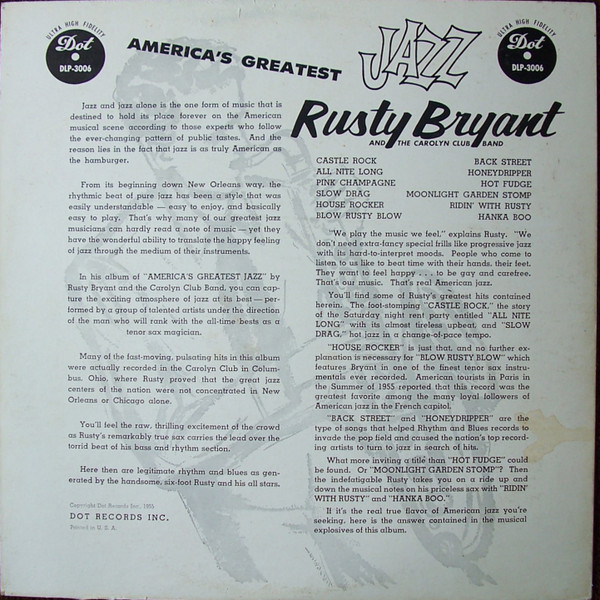 ULTRA HIGH FIDELITY
Dot
DLP-3006
AMERICA'S GREATEST
JAZZ
ULTRA HIGH FIDELITY
Dot
DLP-3006
Rusty Bryant
AND THE CAROLYN CLUB BAND
Jazz and jazz alone is the one form of music that is
destined to hold its place forever on the American
musical scene according to those experts who follow
the ever-changing pattern of public tastes. And the
reason lies in the fact that jazz is as truly American as
the hamburger.
From its beginning down New Orleans way, the
rhythmic beat of pure jazz has been a style that was
easily understandable — easy to enjoy, and basically
easy to play. That's why many of our greatest jazz
musicians can hardly read a note of music — yet they
have the wonderful ability to translate the happy feeling
of jazz through the medium of their instruments.
In his album of "AMERICA'S GREATEST JAZZ" by
Rusty Bryant and the Carolyn Club Band, you can cap-
ture the exciting atmosphere of jazz at its best — per-
formed by a group of talented artists under the direction
of the man who will rank with the all-time bests as a
tenor sax magician.
Many of the fast-moving, pulsating hits in this album
were actually recorded in the Carolyn Club in Colum-
bus, Ohio, where Rusty proved that the great jazz
centers of the nation were not concentrated in New
Orleans or Chicago alone.
You'll feel the raw, thrilling excitement of the crowd
as Rusty's remarkably true sax carries the lead over the
torrid beat of his bass and rhythm section.
Here then are legitimate rhythm and blues as gen-
erated by the handsome, six-foot Rusty and his all stars.
Copyright Dot Records Inc., 1955
DOT RECORDS INC.
Printed in U. S. A.
CASTLE ROCK
ALL NITE LONG
PINK CHAMPAGNE
SLOW DRAG
HOUSE ROCKER
BLOW RUSTY BLOW
BACK STREET
HONEYDRIPPER
HOT FUDGE
MOONLIGHT GARDEN STOMP
RIDIN' WITH RUSTY
HANKA BOO
"We play the music we feel," explains Rusty. "We
don't need extra-fancy special frills like progressive jazz
with its hard-to-interpret moods. People who come to
listen to us like to beat time with their hands, their feet.
They want to feel happy . . . to be gay and carefree.
That's our music. That's real American jazz.
You'll find some of Rusty's greatest hits contained
herein. The foot-stomping "CASTLE ROCK," the story
of the Saturday night rent party entitled "ALL NITE
LONG" with its almost tireless upbeat, and "SLOW
DRAG," hot jazz in a change-of-pace tempo.
"HOUSE ROCKER" is just that, and no further ex-
planation is necessary for "BLOW RUSTY BLOW" which
features Bryant in one of the finest tenor sax instru-
mentals ever recorded. American tourists in Paris in
the Summer of 1955 reported that this record was the
greatest favorite among the many loyal followers of
American jazz in the French capitol.
"BACK STREET" and "HONEYDRIPPER" are the
type of songs that helped Rhythm and Blues records to
invade the pop field and caused the nation's top record-
ing artists to turn to jazz in search of hits.
What more inviting a title than "HOT FUDGE" could
be found. Or "MOONLIGHT GARDEN STOMP"? Then
the indefatigable Rusty takes you on a ride up and
down the musical notes on his priceless sax with "RIDIN'
WITH RUSTY" and "HANKA BOO."
If it's the real true flavor of American jazz you're
seeking, here is the answer contained in the musical
explosives of this album.